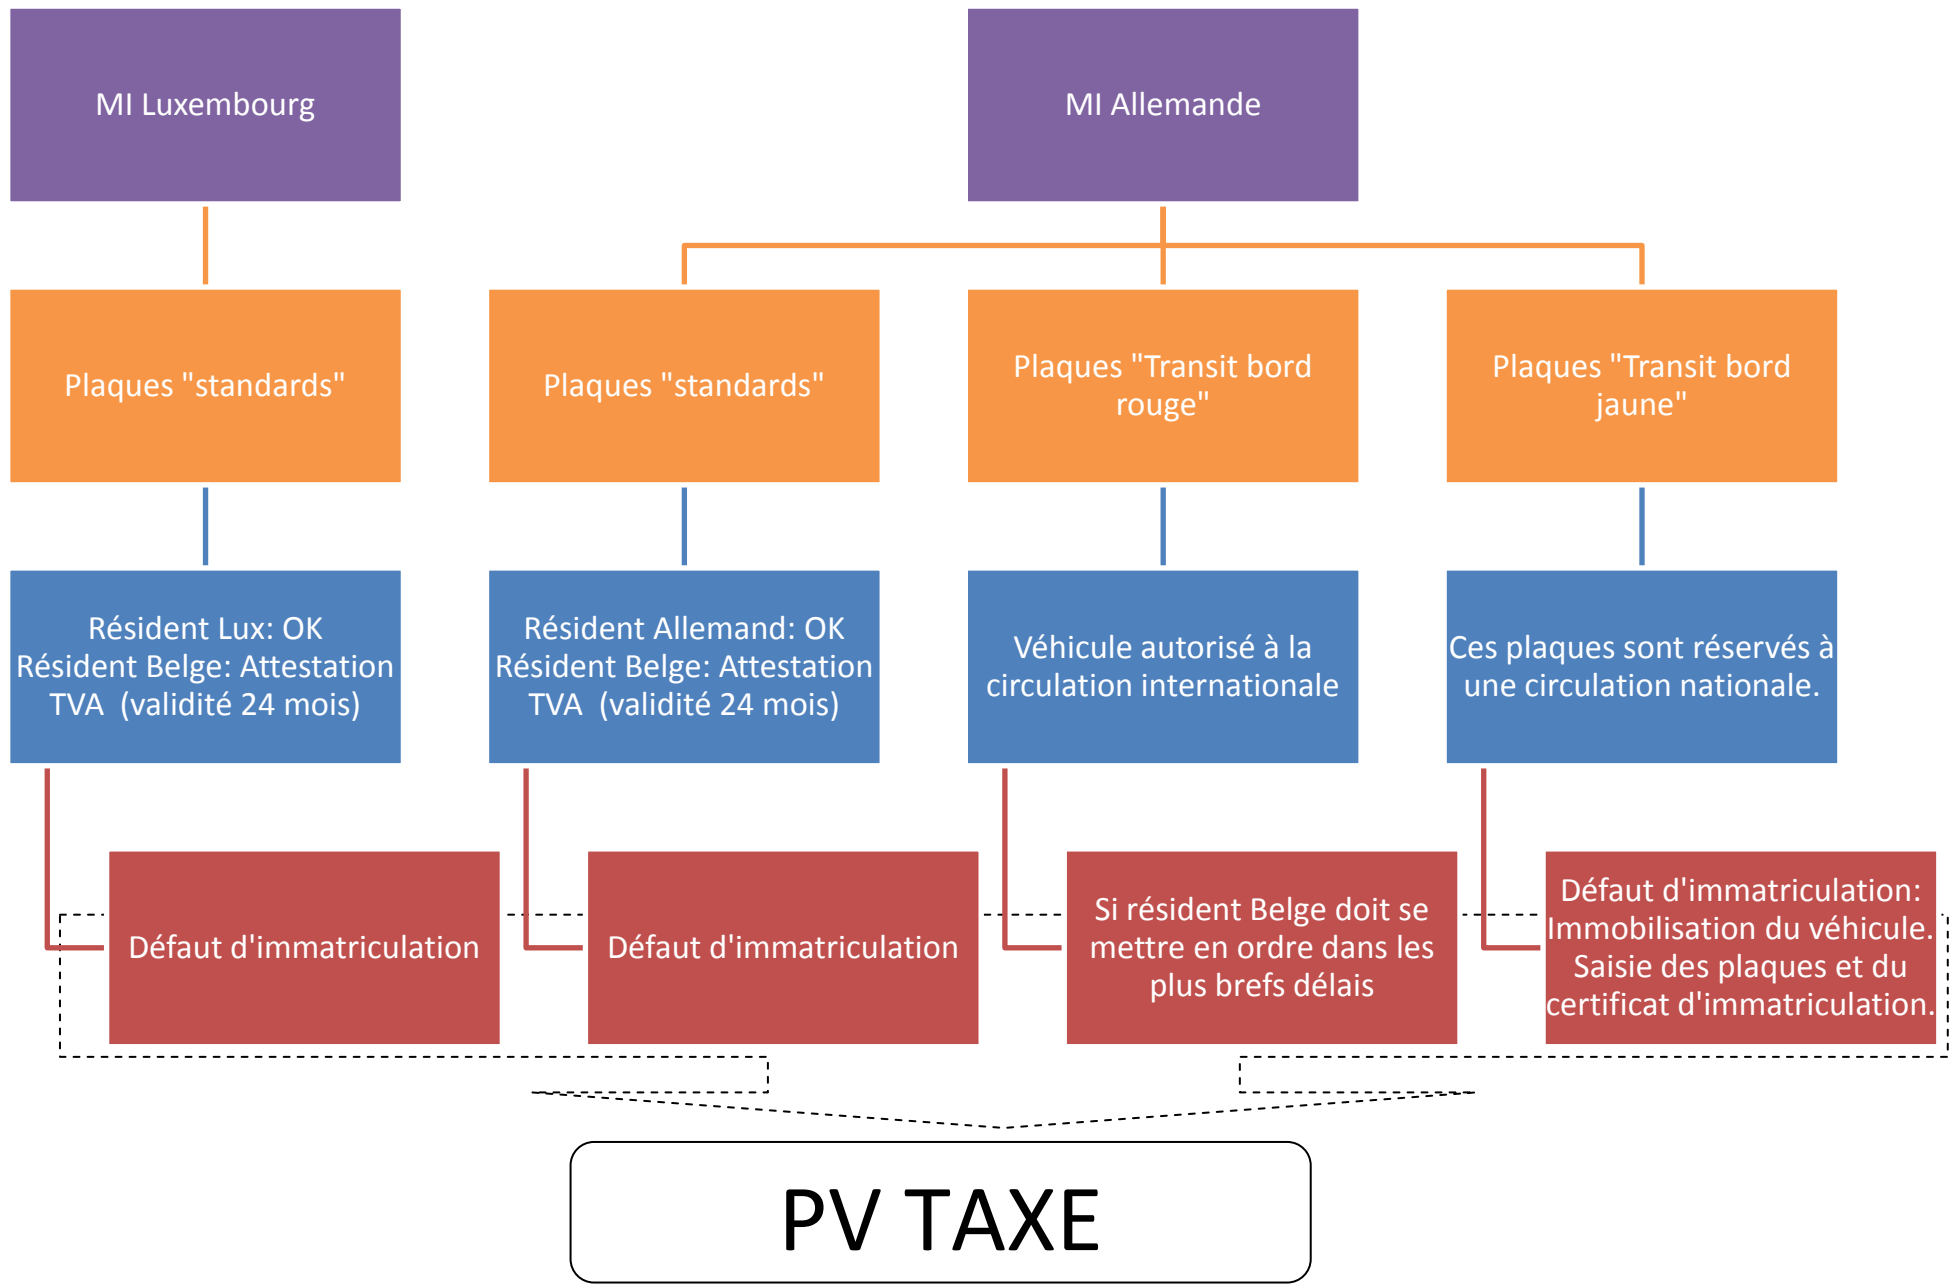 MI Luxembourg
MI Allemande
Plaques "standards"
Plaques "standards"
Plaques "Transit bord
rouge"
Plaques "Transit bord
jaune"
Résident Lux: OK
Résident Belge: Attestation
TVA  (validité 24 mois)
Résident Allemand: OK
Résident Belge: Attestation
TVA  (validité 24 mois)
Véhicule autorisé à la
circulation internationale
Ces plaques sont réservés à
une circulation nationale.
Défaut d'immatriculation
Défaut d'immatriculation
Si résident Belge doit se
mettre en ordre dans les
plus brefs délais
Défaut d'immatriculation:
Immobilisation du véhicule.
Saisie des plaques et du
certificat d'immatriculation.
PV TAXE